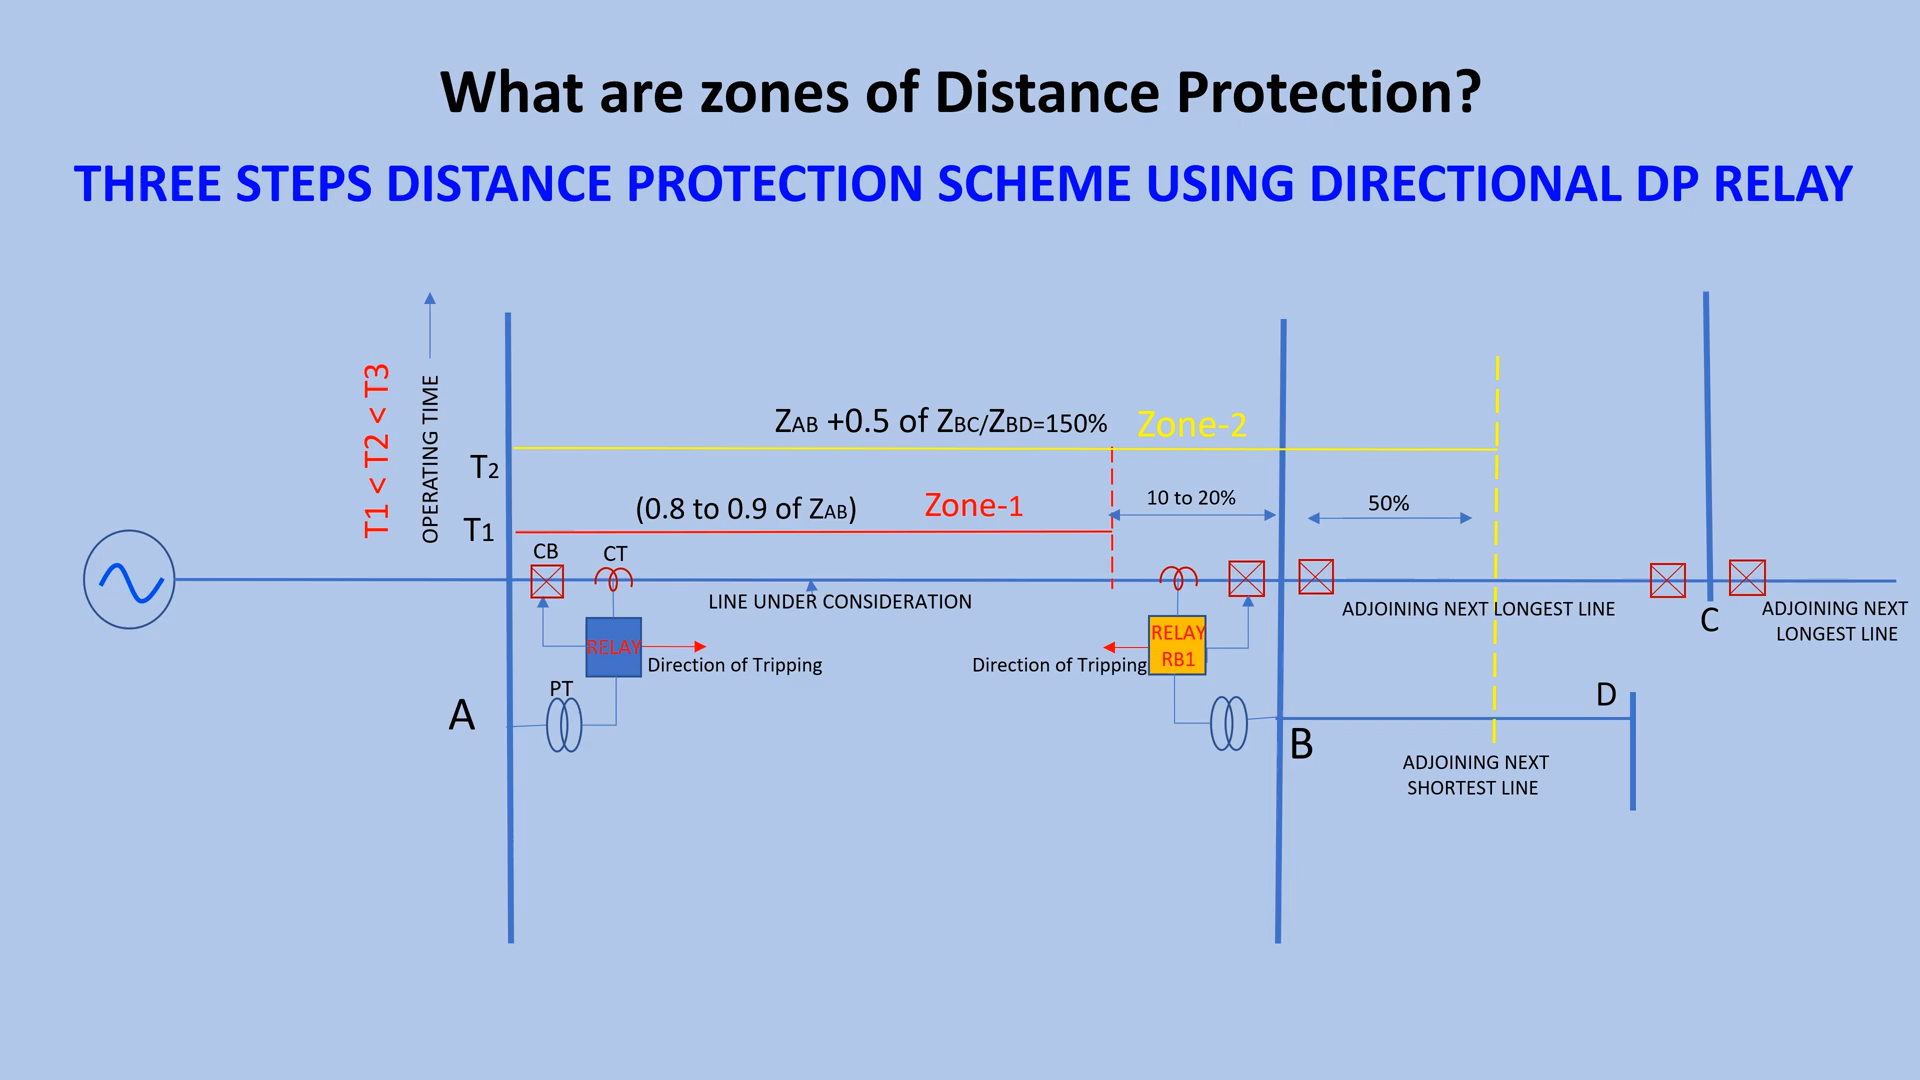 What are zones of Distance Protection?
THREE STEPS DISTANCE PROTECTION SCHEME USING DIRECTIONAL DP RELAY
T1 < T2 < T3
OPERATING TIME
ZAB +0.5 of ZBC/ZBD=150%
Zone-2
T2
(0.8 to 0.9 of ZAB)
Zone-1
10 to 20%
50%
T1
CB
CT
LINE UNDER CONSIDERATION
ADJOINING NEXT LONGEST LINE
C
ADJOINING NEXT
LONGEST LINE
RELAY
Direction of Tripping
Direction of Tripping
RELAY
RB1
PT
A
B
D
ADJOINING NEXT
SHORTEST LINE